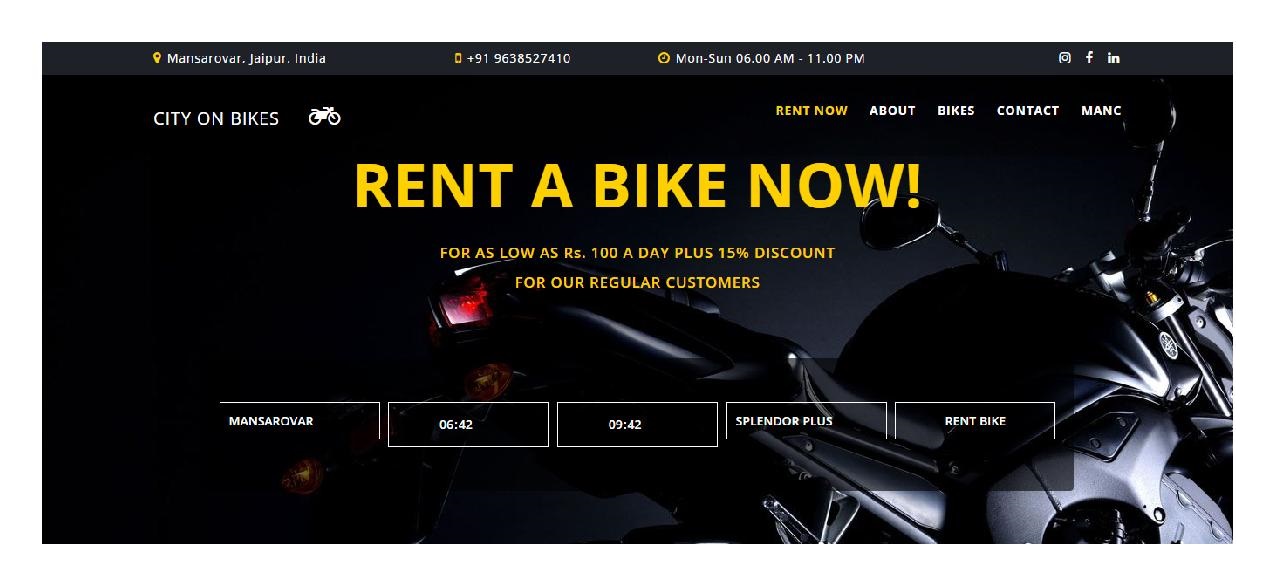 Mansarovar, Jaipur, India
+91 9638527410
Mon-Sun 06.00 AM - 11.00 PM
CITY ON BIKES
RENT NOW ABOUT BIKES CONTACT MANC
RENT A BIKE NOW!
FOR AS LOW AS Rs. 100 A DAY PLUS 15% DISCOUNT
FOR OUR REGULAR CUSTOMERS
MANSAROVAR 06:42 09:42 SPLENDOR PLUS RENT BIKE